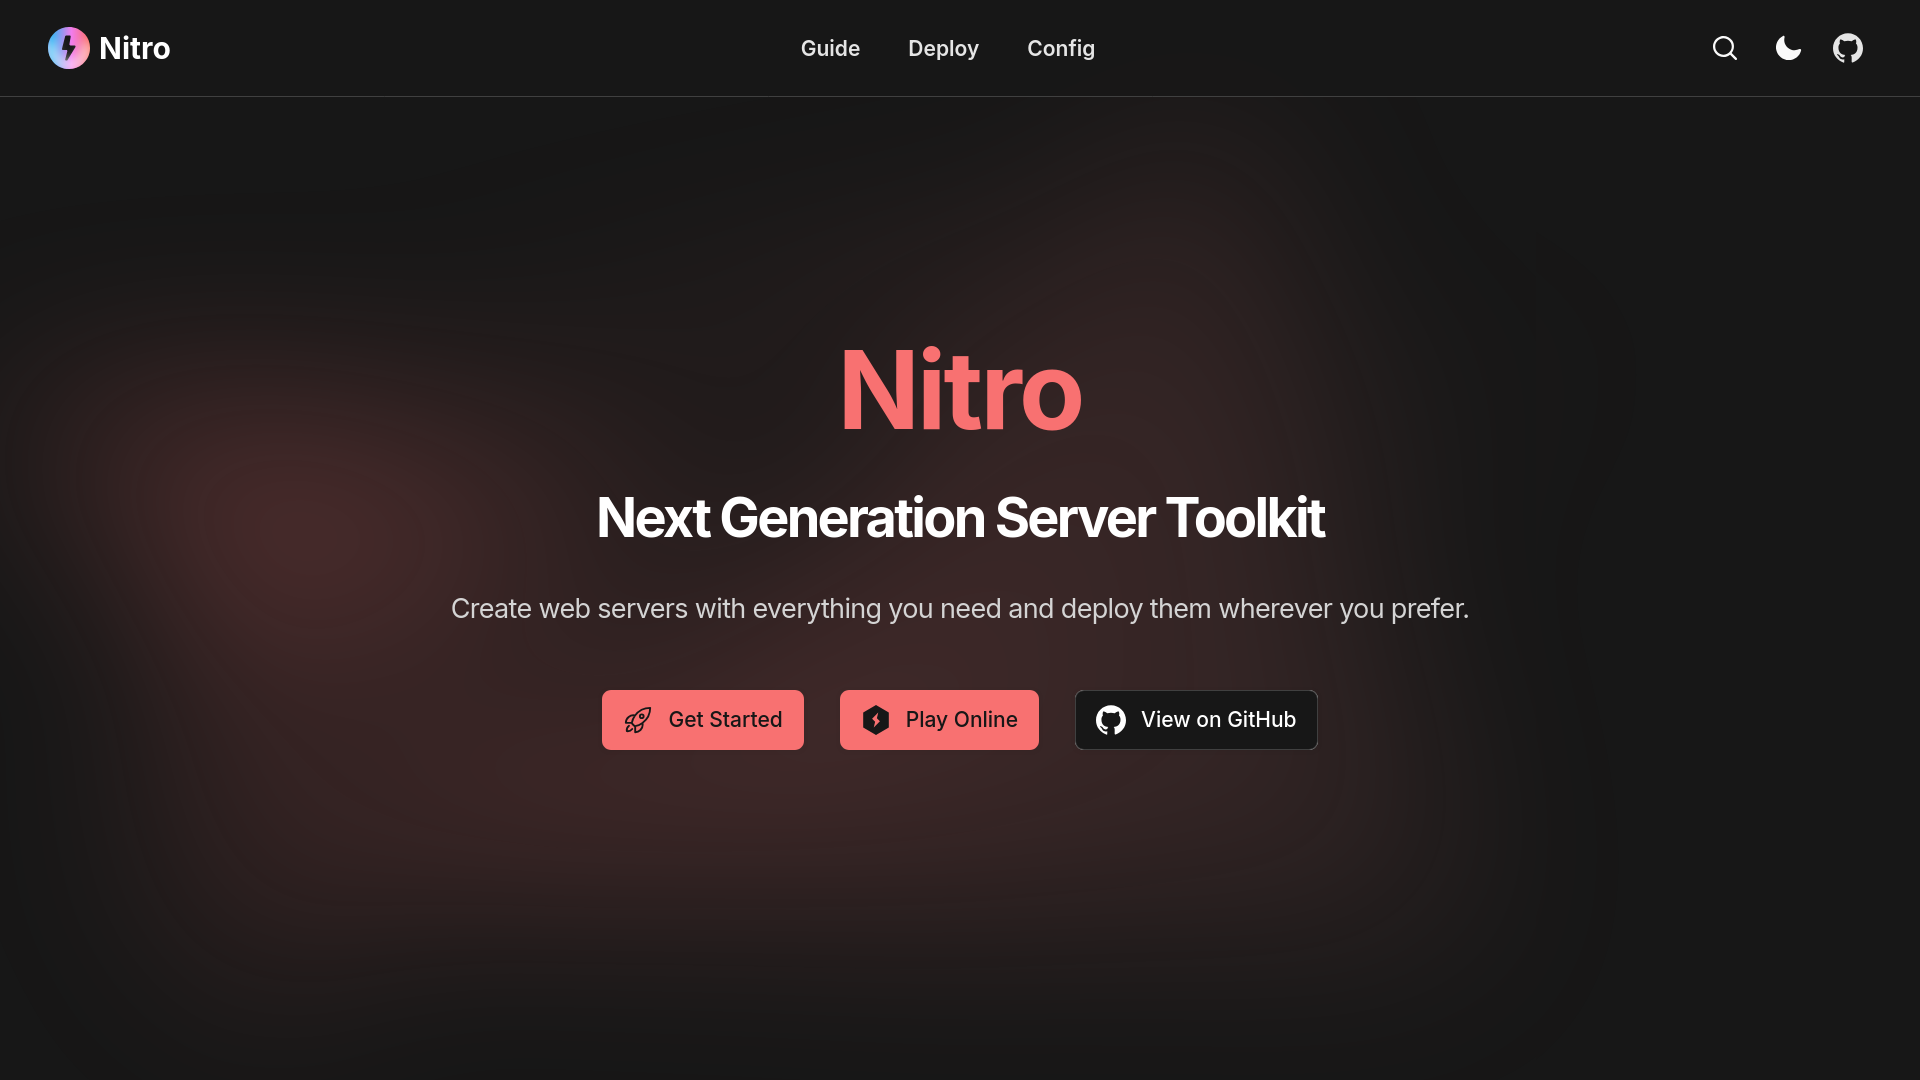 Nitro
Guide Deploy Config
Nitro
Next Generation Server Toolkit
Create web servers with everything you need and deploy them wherever you prefer.
Get Started Play Online View on GitHub